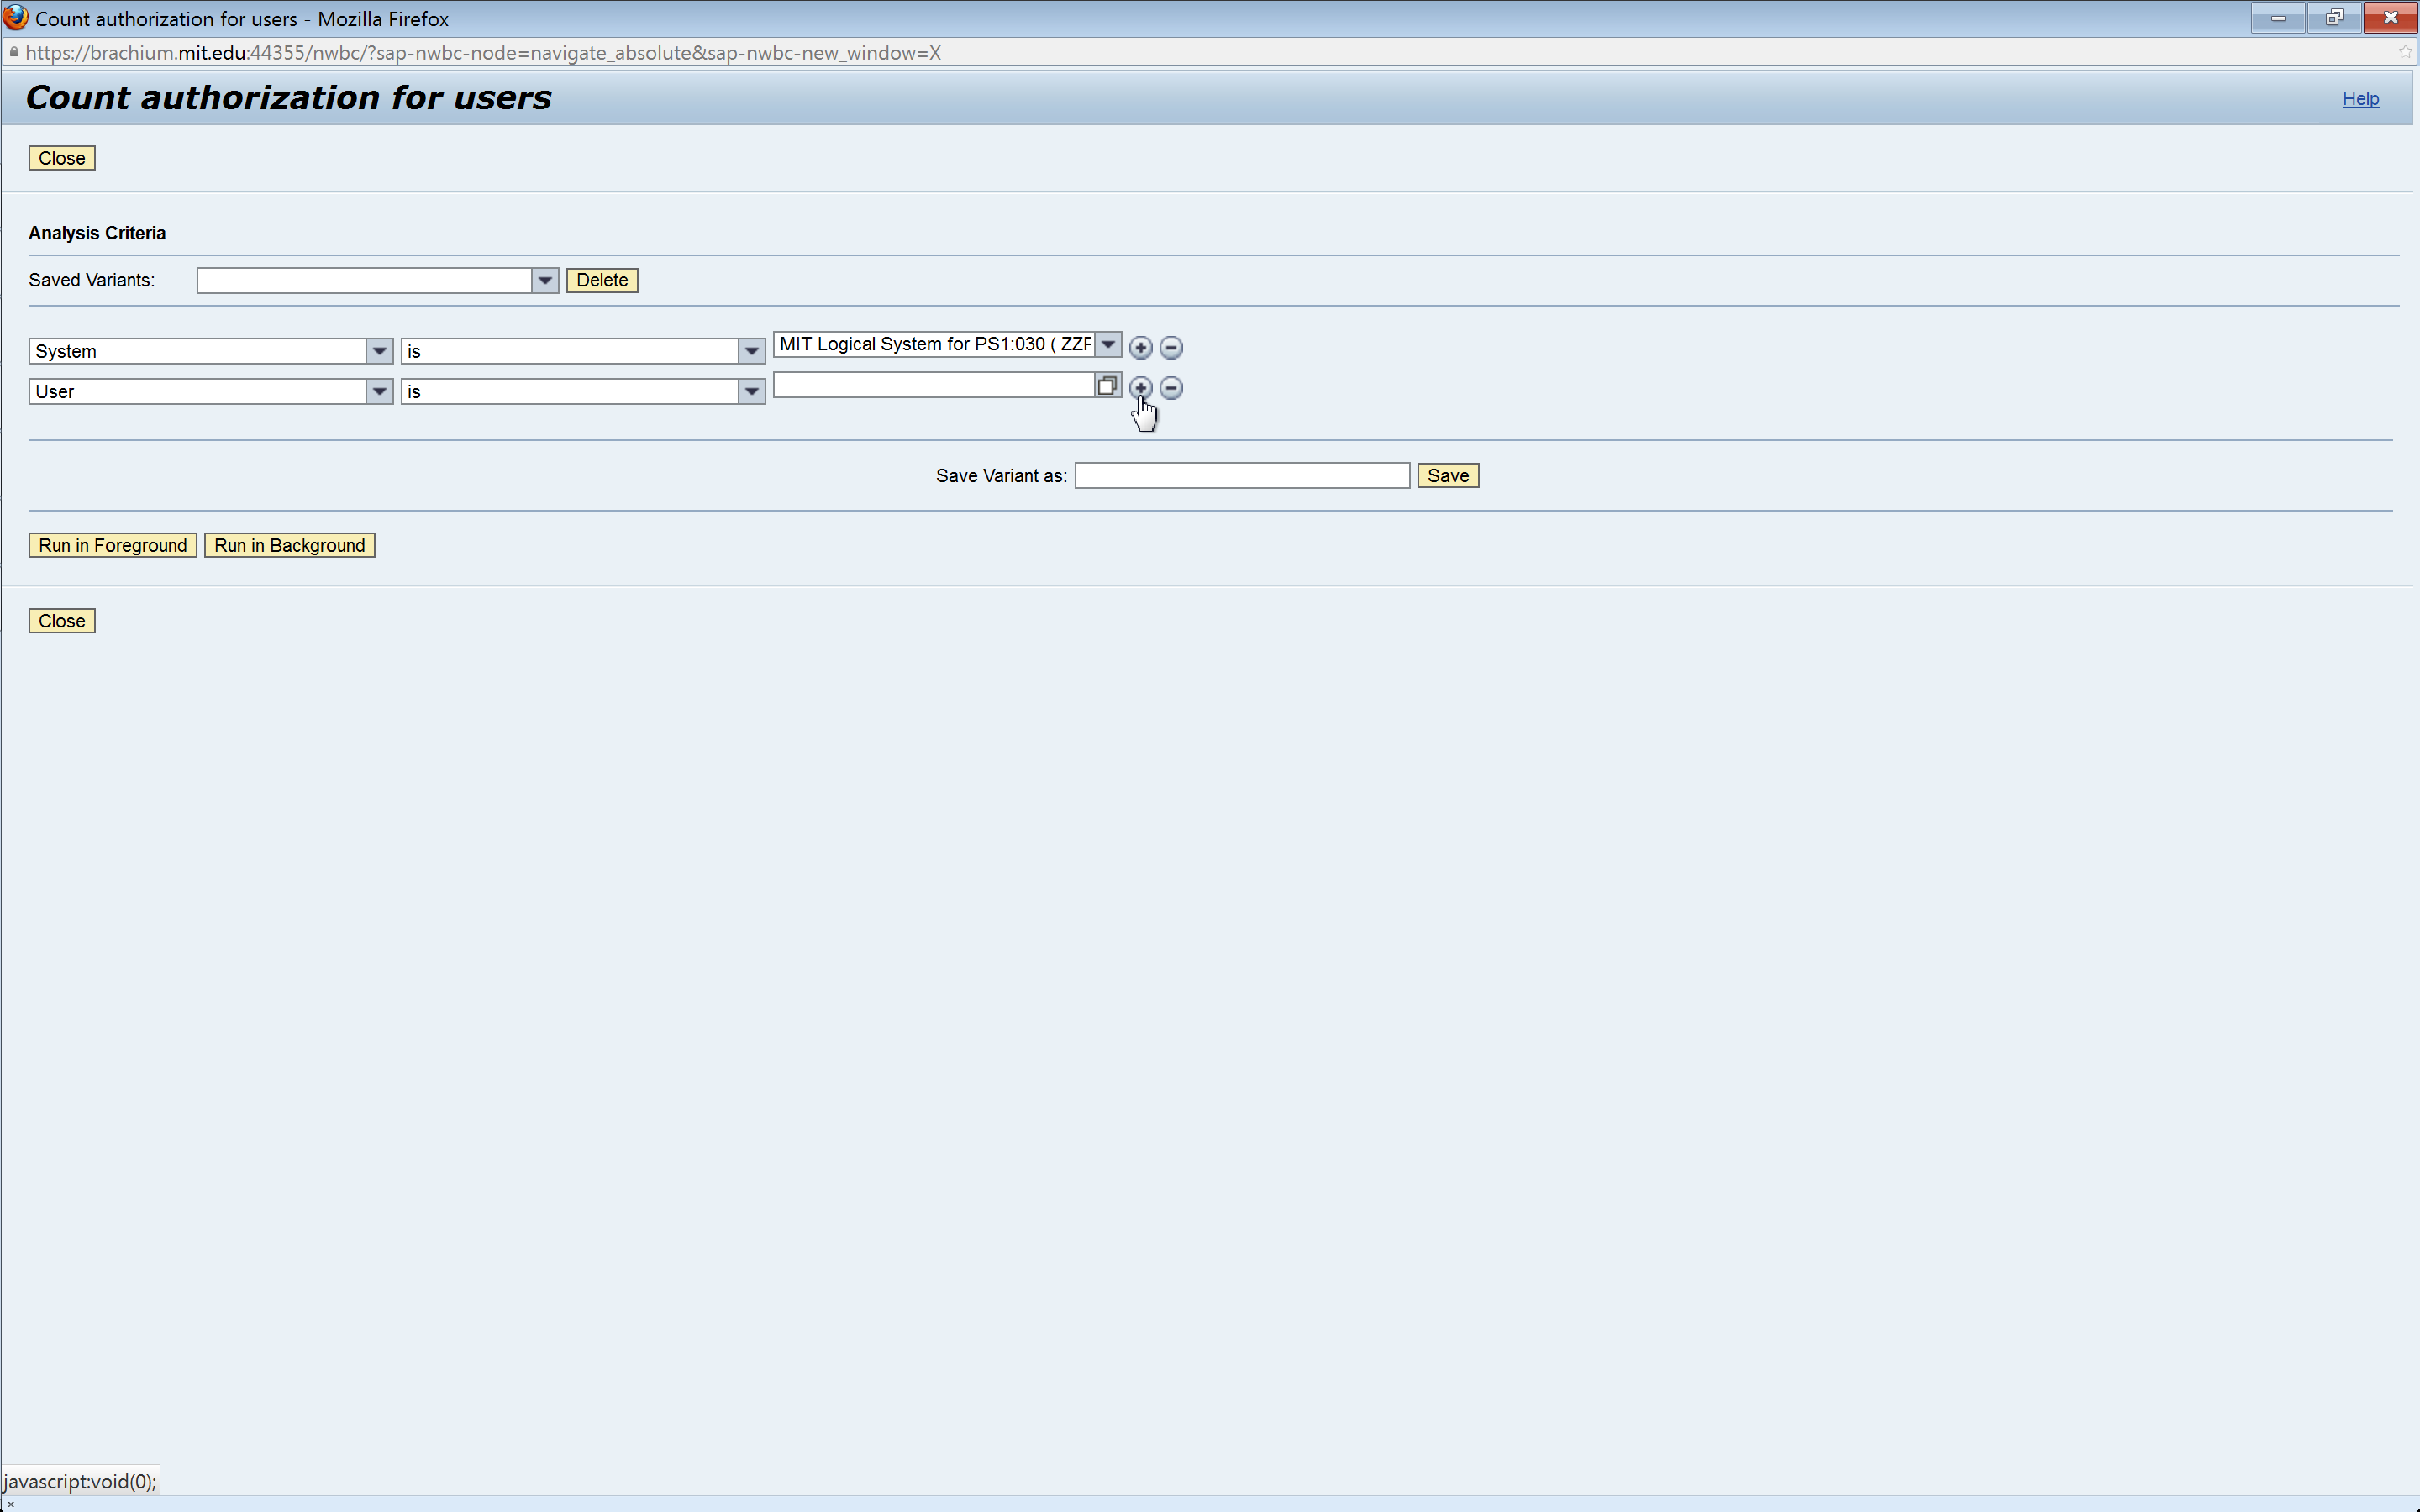 Count authorization for users - Mozilla Firefox
https://brachium.mit.edu:44355/nwbc/?sap-nwbc-node=navigate_absolute&sap-nwbc-new_window=X
Count authorization for users
Help
Close
Analysis Criteria
Saved Variants:
Delete
System is MIT Logical System for PS1:030 ( ZZF
User is
Save Variant as:
Save
Run in Foreground Run in Background
Close
javascript:void(0);